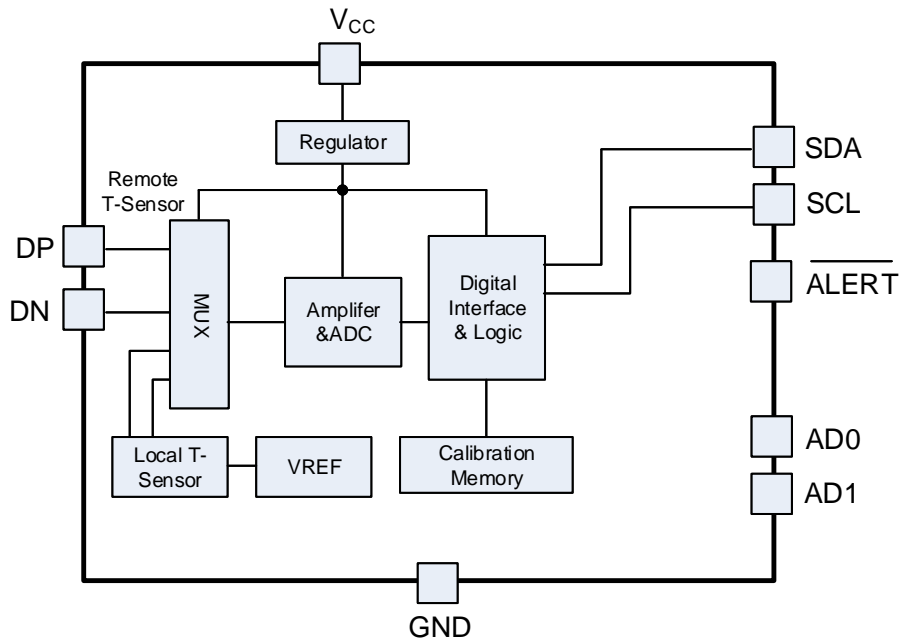 VCC
Regulator
SDA
Remote
T-Sensor
SCL
DP
DN
MUX
Amplifer
&ADC
Digital
Interface
& Logic
ALERT
Local T-
Sensor
VREF
Calibration
Memory
AD0
AD1
GND